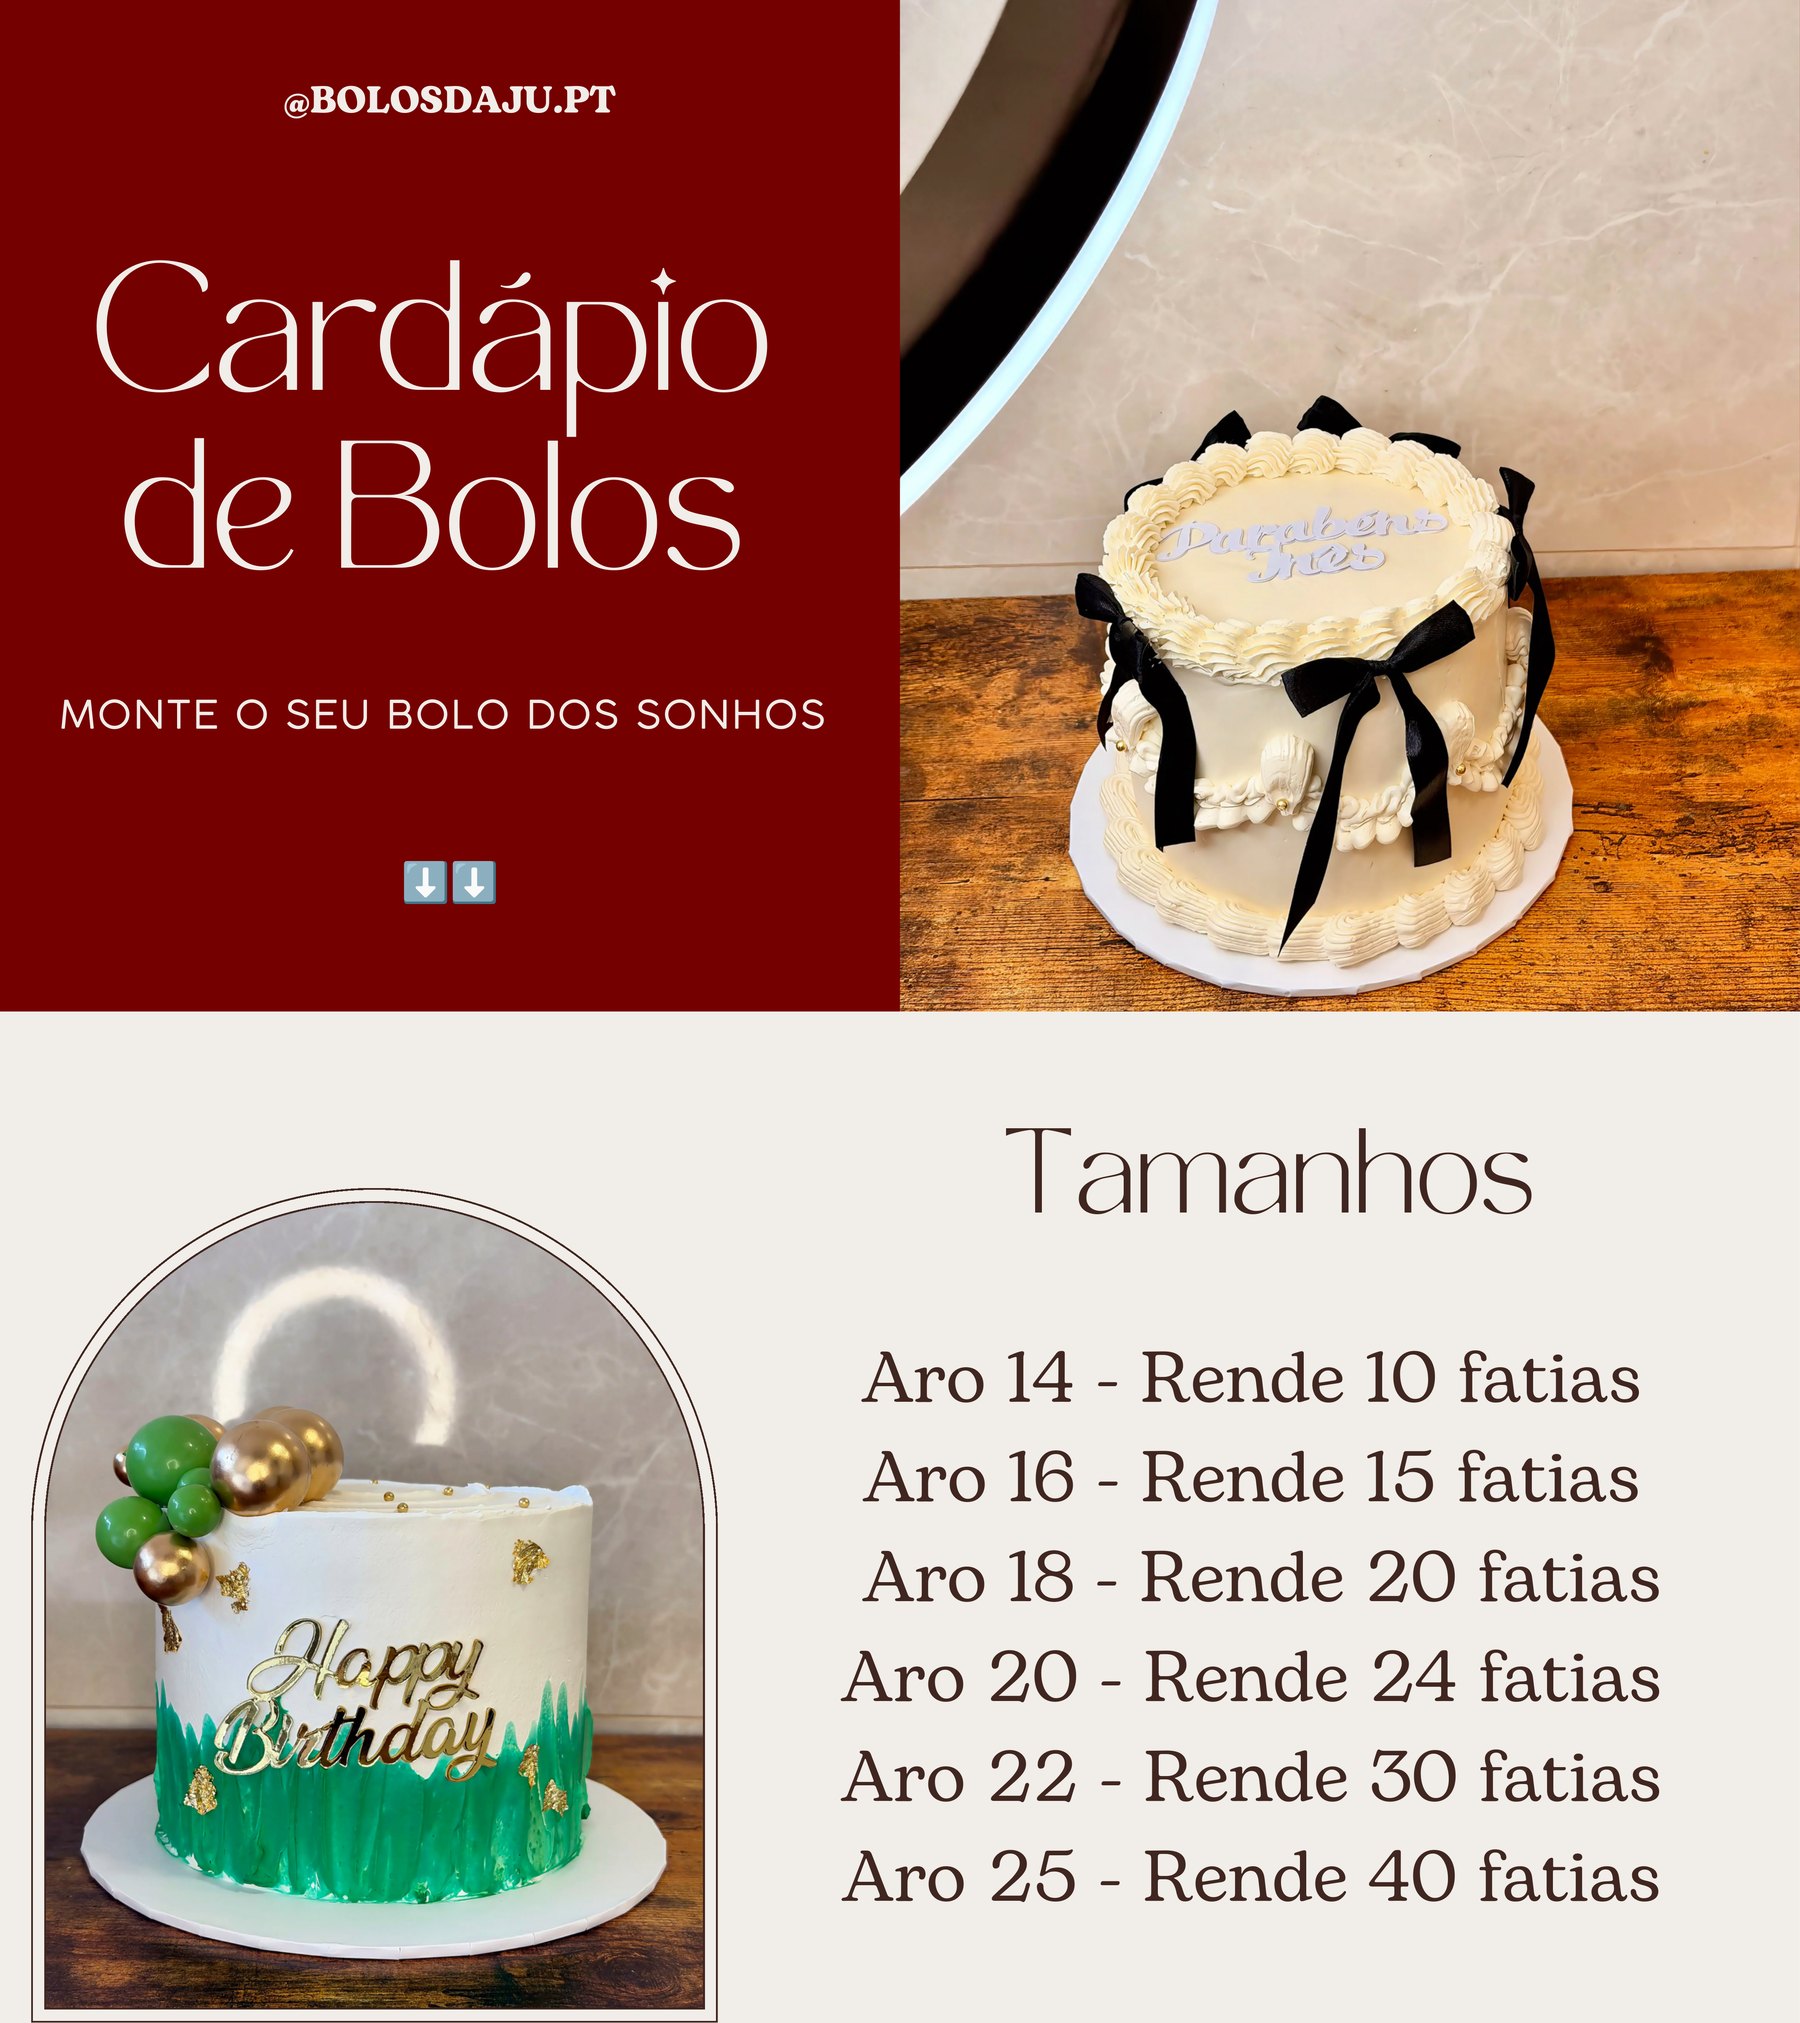 @BOLOSDAJU.PT
Cardápio
de Bolos
MONTE O SEU BOLO DOS SONHOS
Parabéns
Inês
Tamanhos
Aro 14 - Rende 10 fatias
Aro 16 - Rende 15 fatias
Aro 18 - Rende 20 fatias
Aro 20 - Rende 24 fatias
Aro 22 - Rende 30 fatias
Aro 25 - Rende 40 fatias
Happy
Birthday